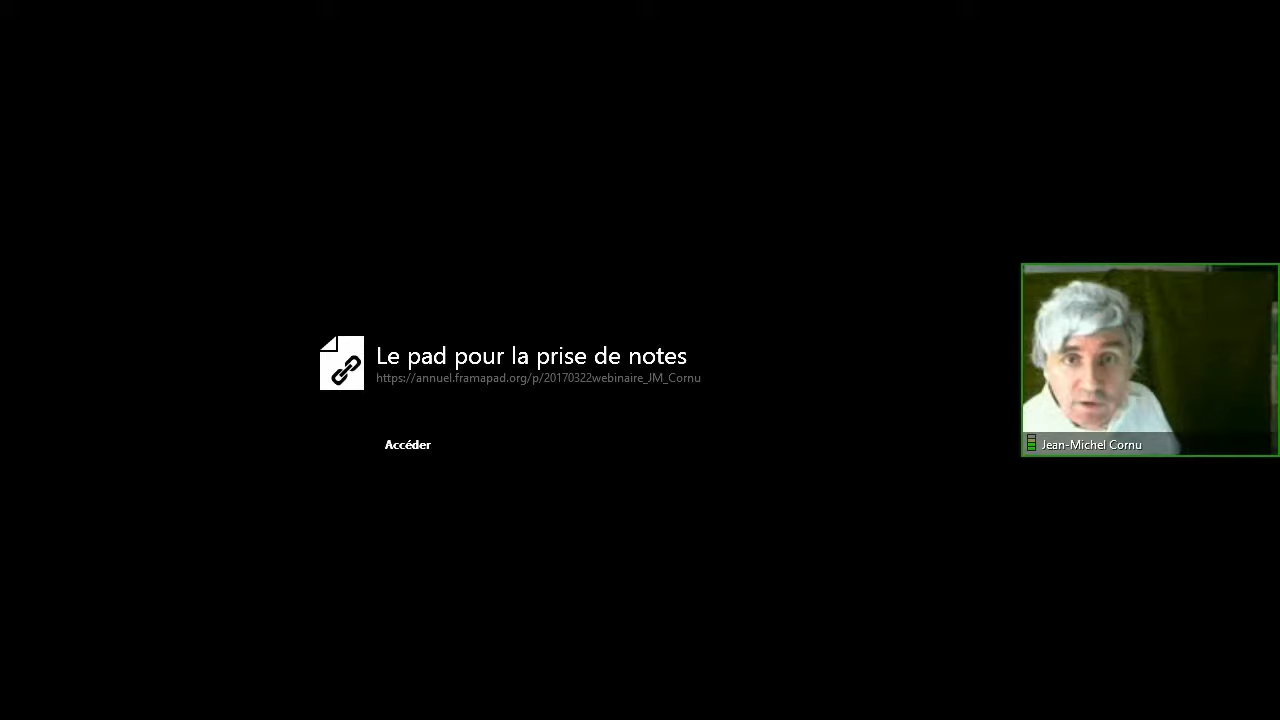 Le pad pour la prise de notes
https://annuel.framapad.org/p/20170322webinaire_JM_Cornu
Accéder
Jean-Michel Cornu